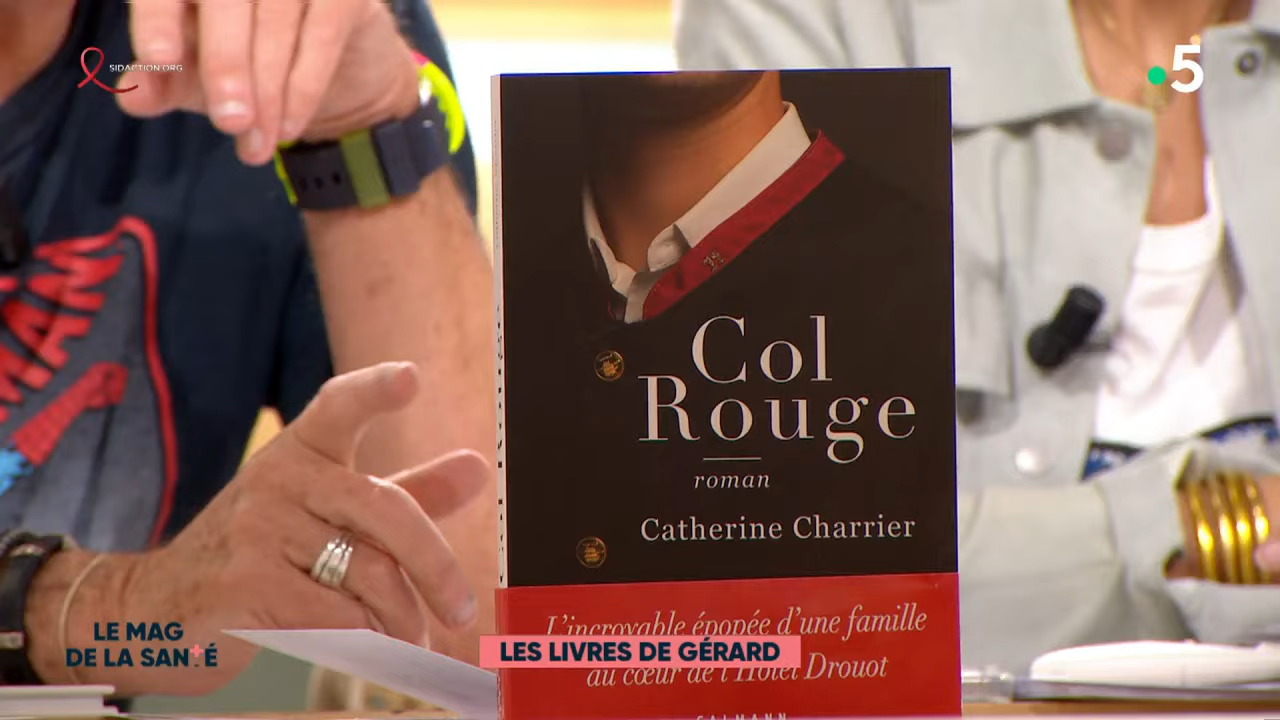 SIDACTION.ORG
5
Col
Rouge
roman
Catherine Charrier
L'incroyable épopée d'une famille
au cœur de l'Hôtel Drouot
LE MAG
DE LA SANTÉ
LES LIVRES DE GÉRARD